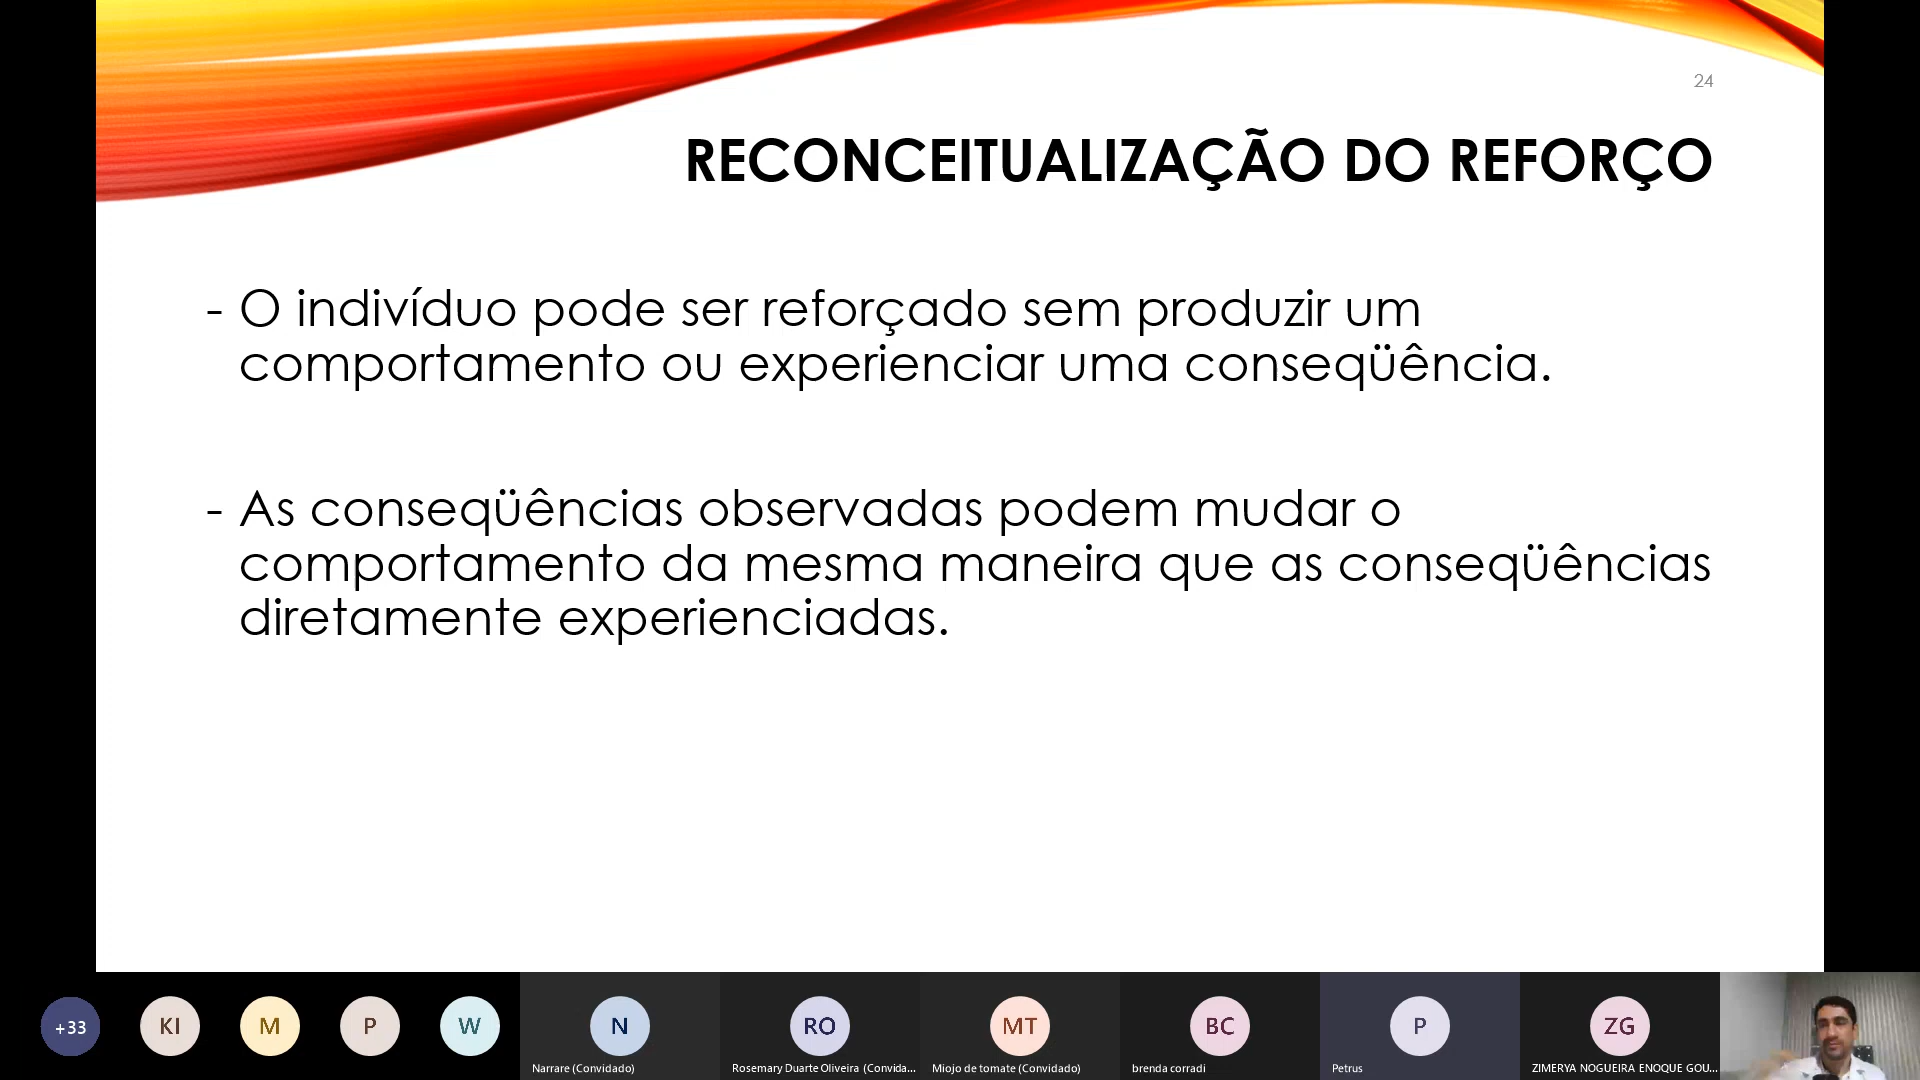 24
RECONCEITUALIZAÇÃO DO REFORÇO
- O indivíduo pode ser reforçado sem produzir um
comportamento ou experienciar uma conseqüência.
- As conseqüências observadas podem mudar o
comportamento da mesma maneira que as conseqüências
diretamente experienciadas.
+33
KI
M
P
W
N
RO
MT
BC
P
ZG
Narrare (Convidado)
Rosemary Duarte Oliveira (Convida...
Miojo de tomate (Convidado)
brenda corradi
Petrus
ZIMERYA NOGUEIRA ENOQUE GOU...